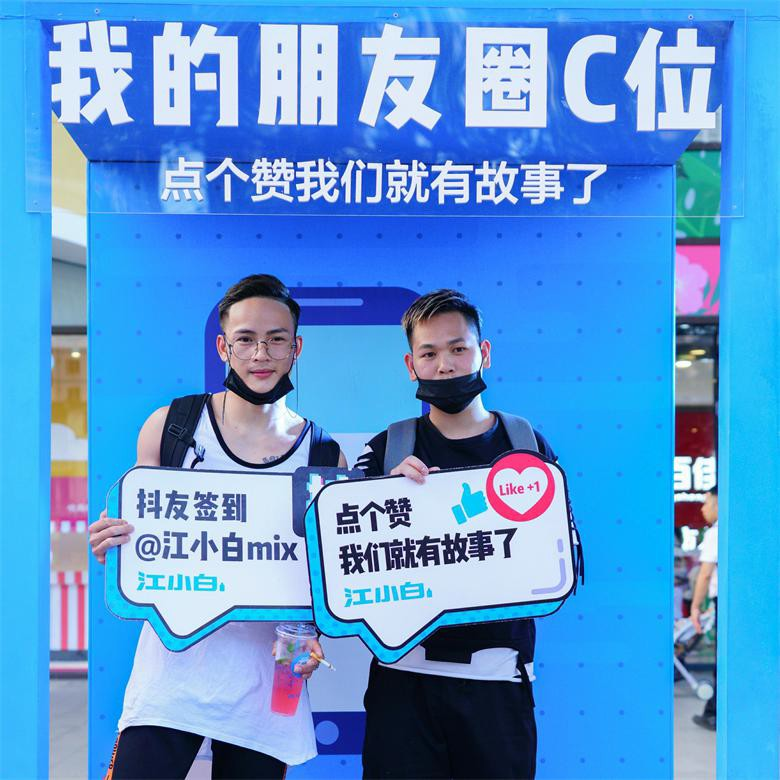 我的朋友圈C位
点个赞我们就有故事了
抖友签到
@江小白mix
江小白
点个赞
Like +1
我们就有故事了
江小白